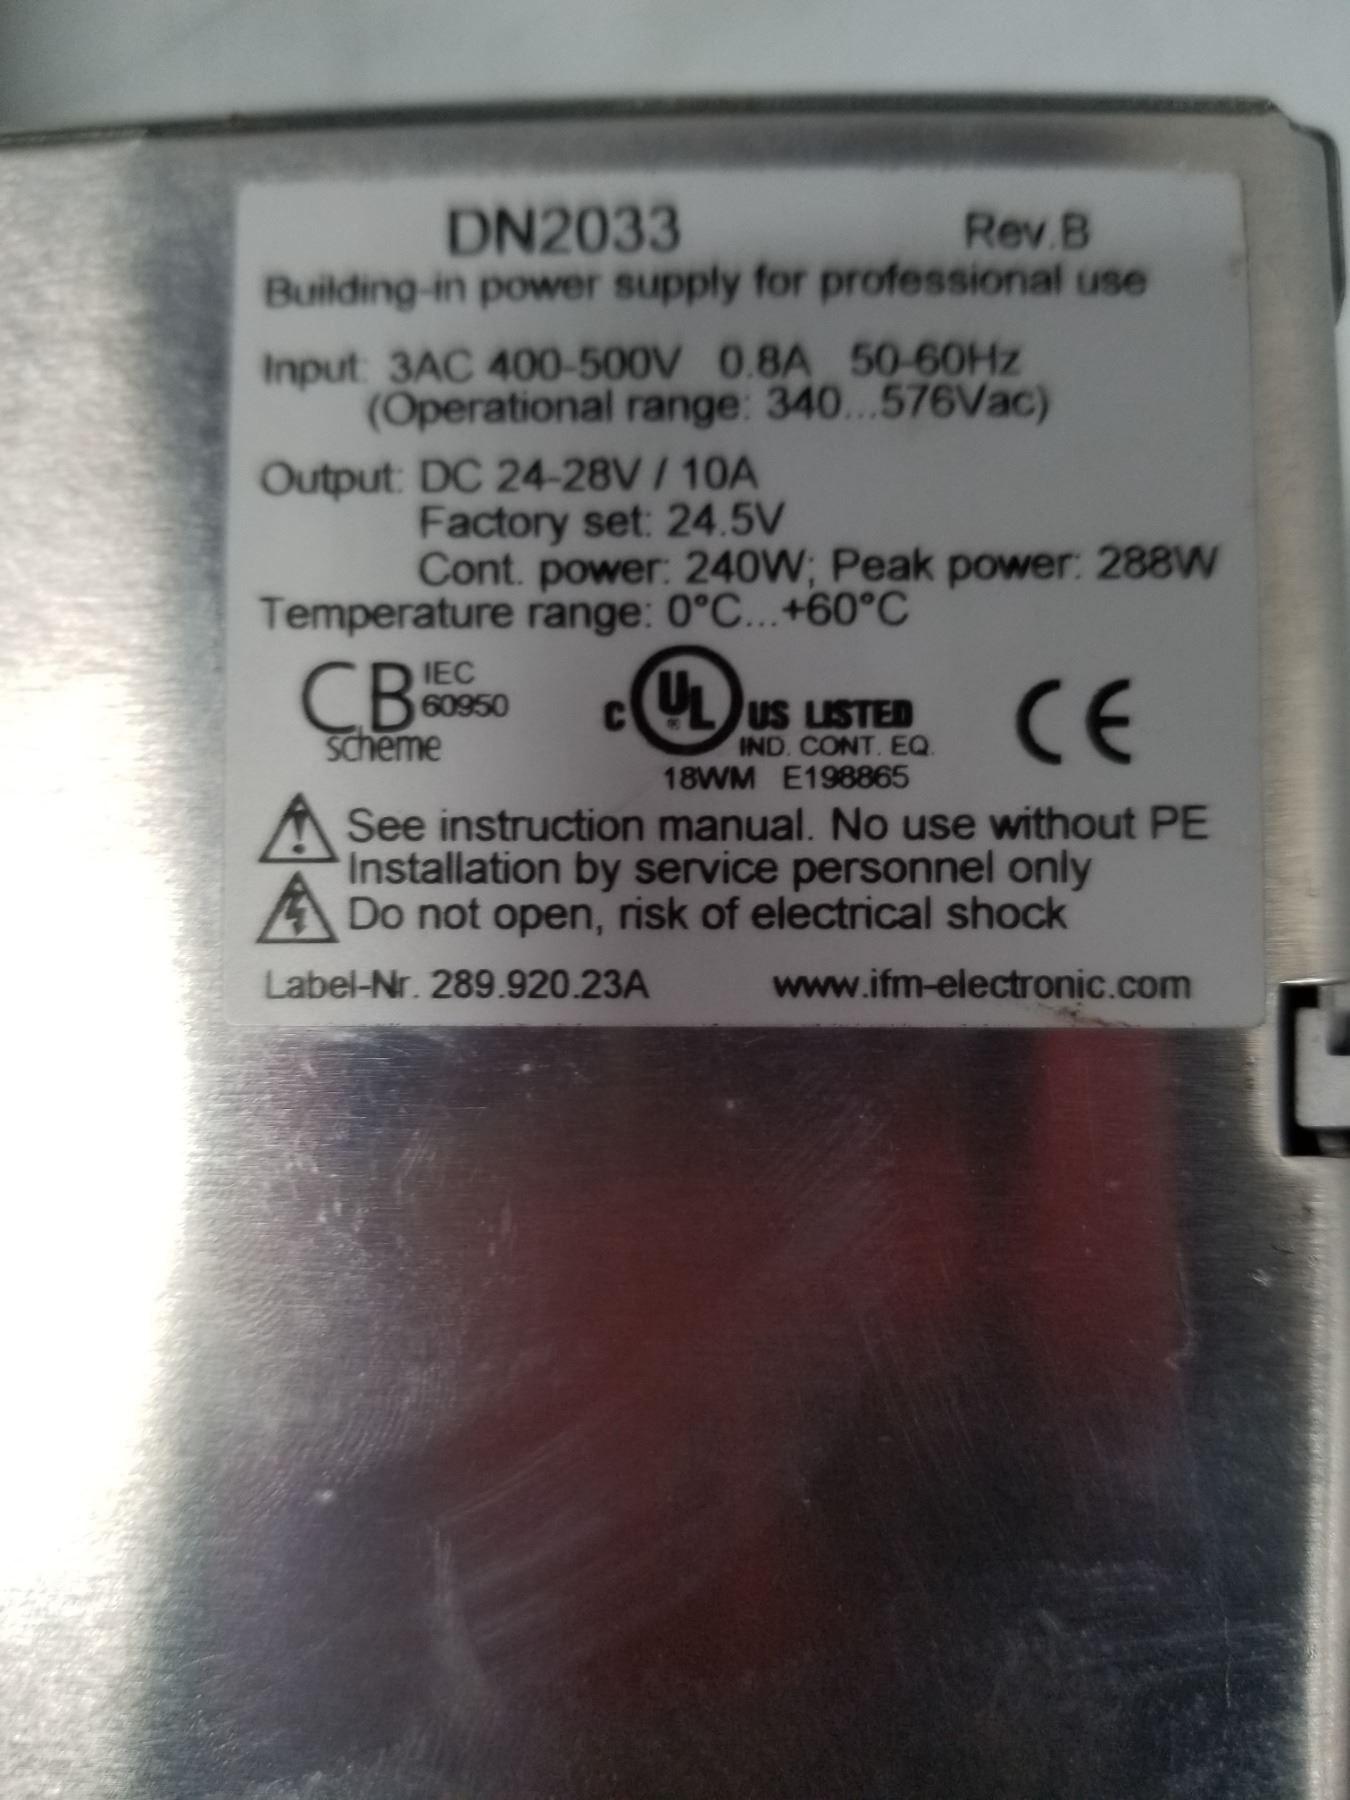 DN2033 Rev.B
Building-in power supply for professional use
Input: 3AC 400-500V 0.8A 50-60Hz
(Operational range: 340...576Vac)
Output: DC 24-28V / 10A
Factory set: 24.5V
Cont. power: 240W; Peak power: 288W
Temperature range: 0°C...+60°C
CB scheme IEC 60950
c UL ® US LISTED
IND. CONT. EQ.
18WM E198865
CE
See instruction manual. No use without PE
Installation by service personnel only
Do not open, risk of electrical shock
Label-Nr. 289.920.23A www.ifm-electronic.com